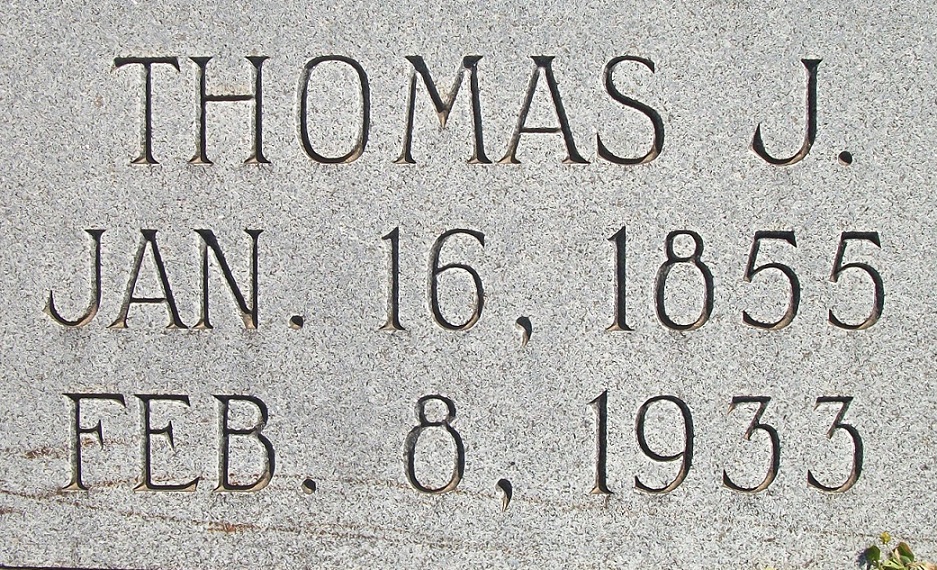 THOMAS J.
JAN. 16, 1855
FEB. 8, 1933